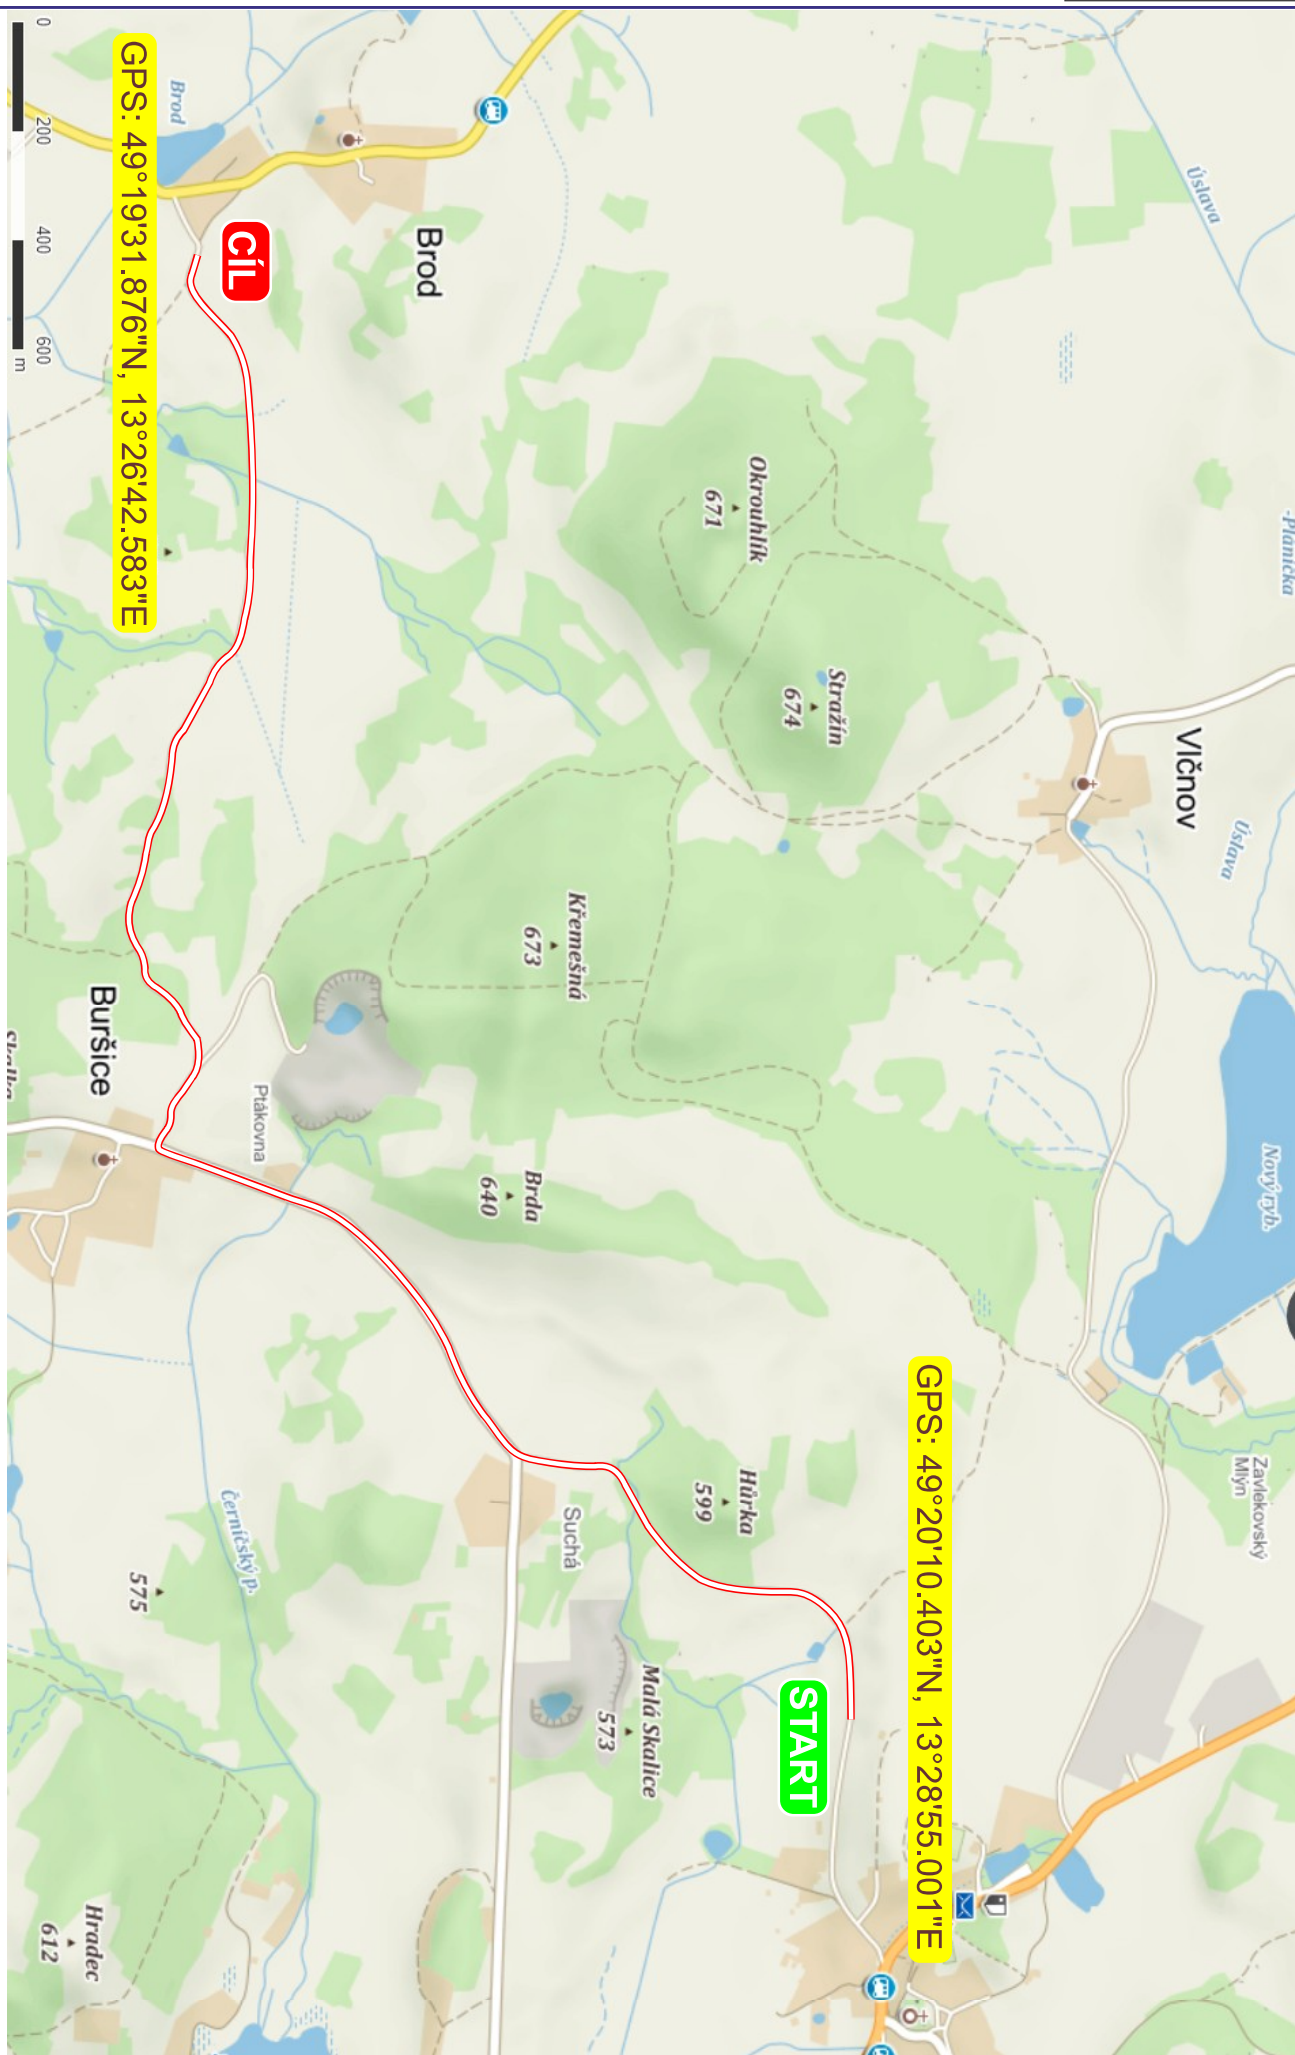 Brod
Úslava
-Plánička
GPS: 49°19'31.876"N, 13°26'42.583"E
CÍL
Brod
Okrouhlík
671
Stražín
674
Vlčnov
Úslava
Křemešná
673
Buršice
Ptákovna
Brda
640
Nový ryb.
GPS: 49°20'10.403"N, 13°28'55.001"E
Zavlekovský
Mlýn
Hůrka
599
Suchá
Černíčský p.
575
Malá Skalice
573
START
Hradec
612
0 200 400 600 m